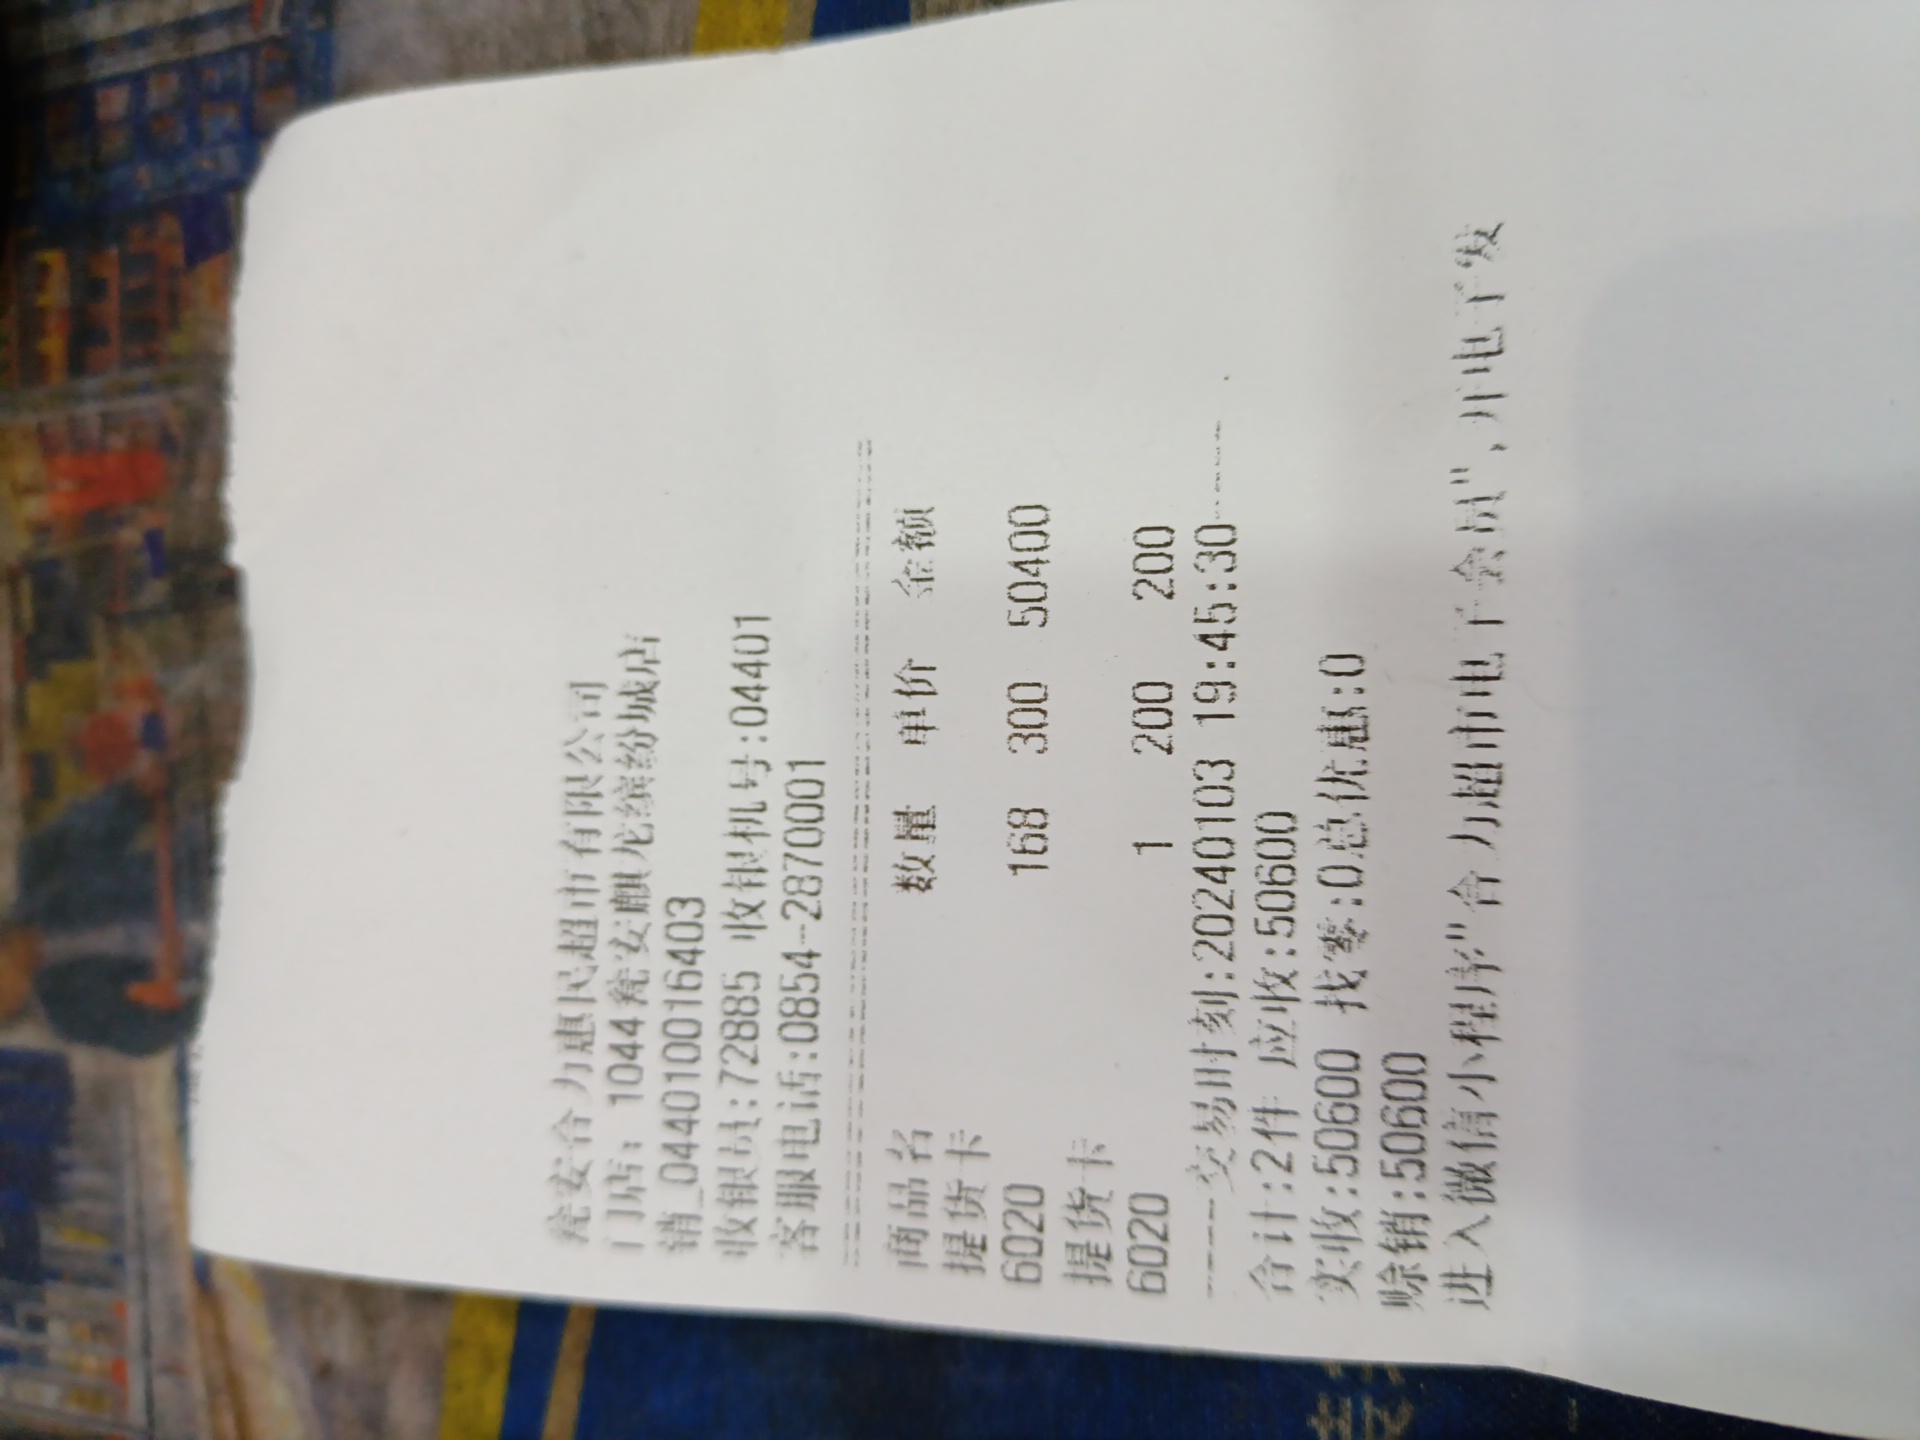 瓮安合力惠民超市有限公司
门店: 1044瓮安麒龙缤纷城店
销_0440100016403
收银员:72885 收银机号:04401
客服电话:0854-2870001
商品名 数量 单价 金额
提货卡
6020 168 300 50400
提货卡
6020 1 200 200
----交易时刻:20240103 19:45:30----
合计:2件 应收:50600
实收:50600 找零:0总优惠:0
赊销:50600
进入微信小程序"合力超市电子会员", 开电子发